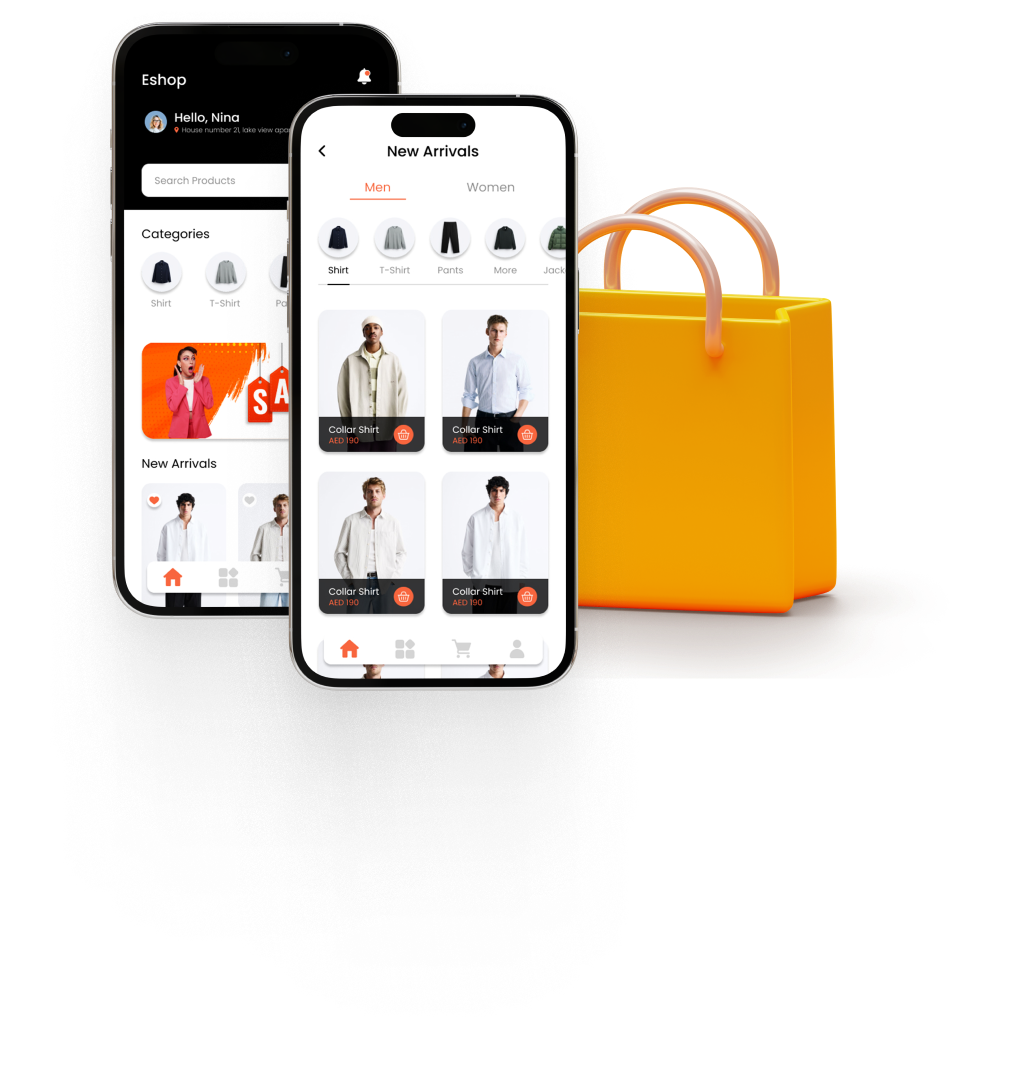 Eshop
Hello, Nina
House number 21, lake view
Search Products
Categories
Shirt
T-Shirt
SA
New Arrivals
New Arrivals
Men
Women
Shirt
T-Shirt
Pants
More
Jack
Collar Shirt
AED 190
Collar Shirt
AED 190
Collar Shirt
AED 190
Collar Shirt
AED 190